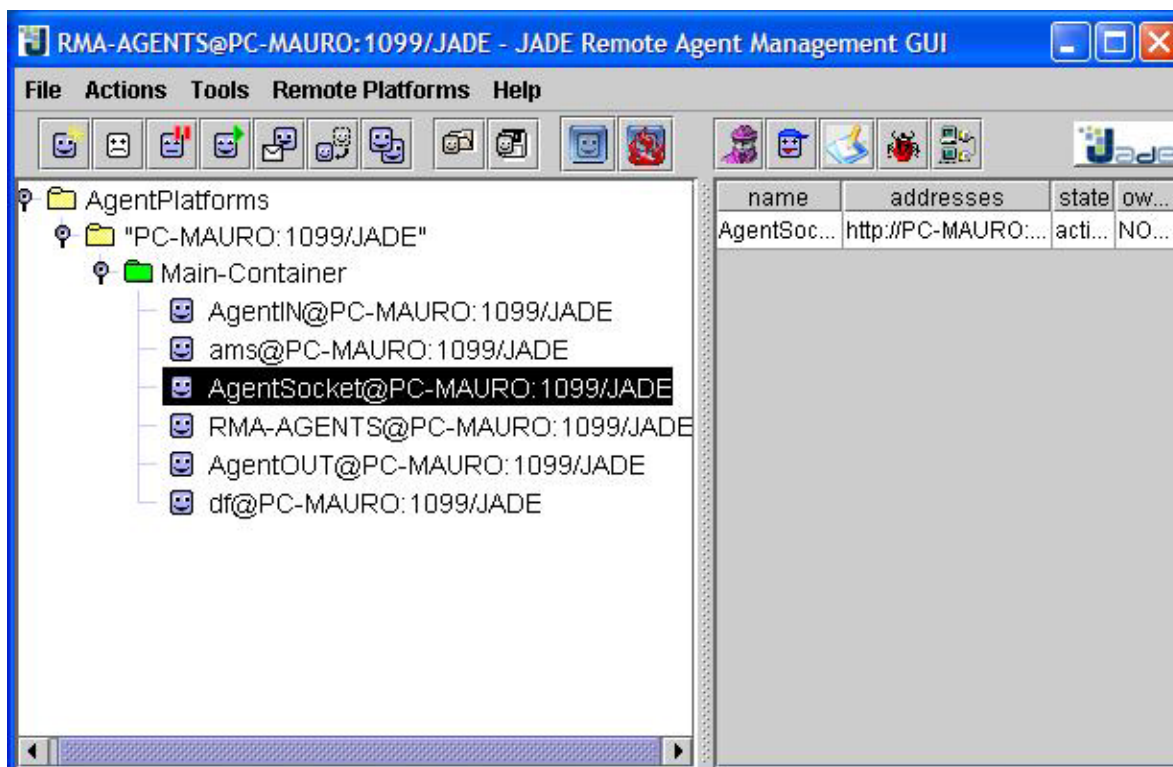 RMA-AGENTS@PC-MAURO:1099/JADE - JADE Remote Agent Management GUI
File Actions Tools Remote Platforms Help
Jade
AgentPlatforms
"PC-MAURO:1099/JADE"
Main-Container
AgentIN@PC-MAURO:1099/JADE
ams@PC-MAURO:1099/JADE
AgentSocket@PC-MAURO:1099/JADE
RMA-AGENTS@PC-MAURO:1099/JADE
AgentOUT@PC-MAURO:1099/JADE
df@PC-MAURO:1099/JADE
name addresses state ow...
AgentSoc... http://PC-MAURO:... acti... NO...